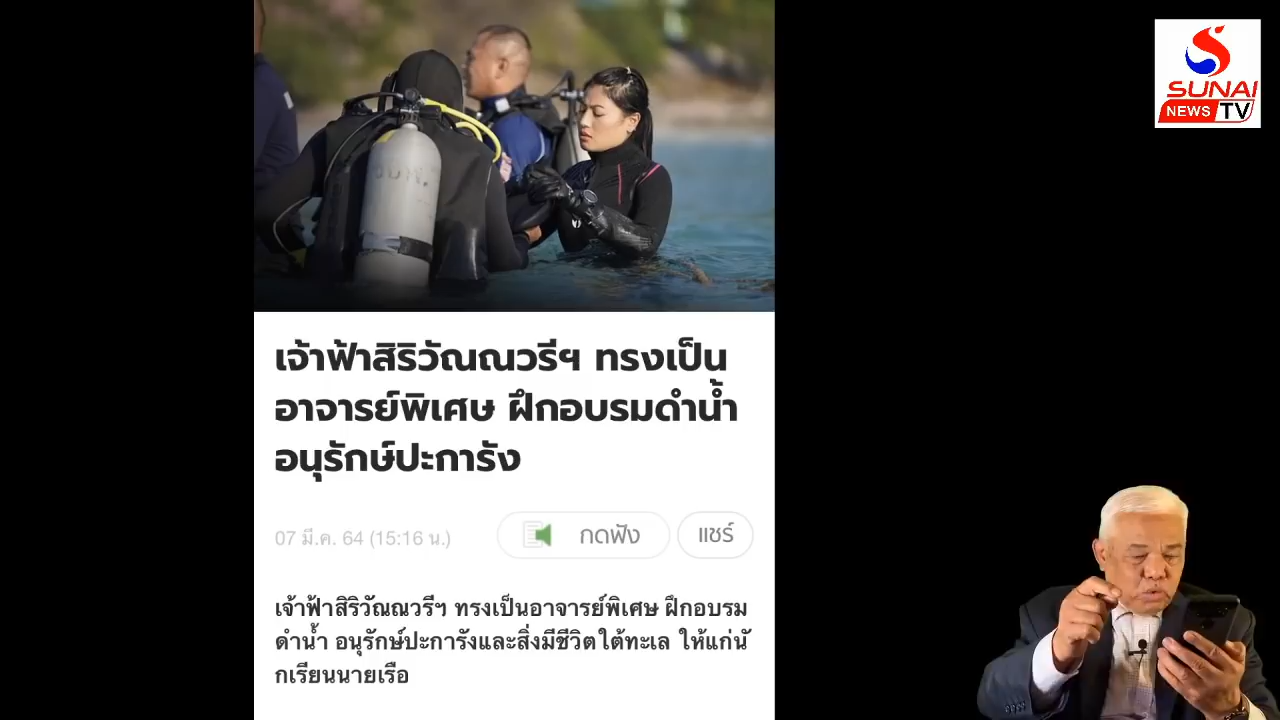 SUNAI
NEWS TV
เจ้าฟ้าสิริวัณณวรีฯ ทรงเป็น
อาจารย์พิเศษ ฝึกอบรมดำน้ำ
อนุรักษ์ปะการัง
07 มี.ค. 64 (15:16 น.)
กดฟัง
แชร์
เจ้าฟ้าสิริวัณณวรีฯ ทรงเป็นอาจารย์พิเศษ ฝึกอบรม
ดำน้ำ อนุรักษ์ปะการังและสิ่งมีชีวิตใต้ทะเล ให้แก่นั
กเรียนนายเรือ